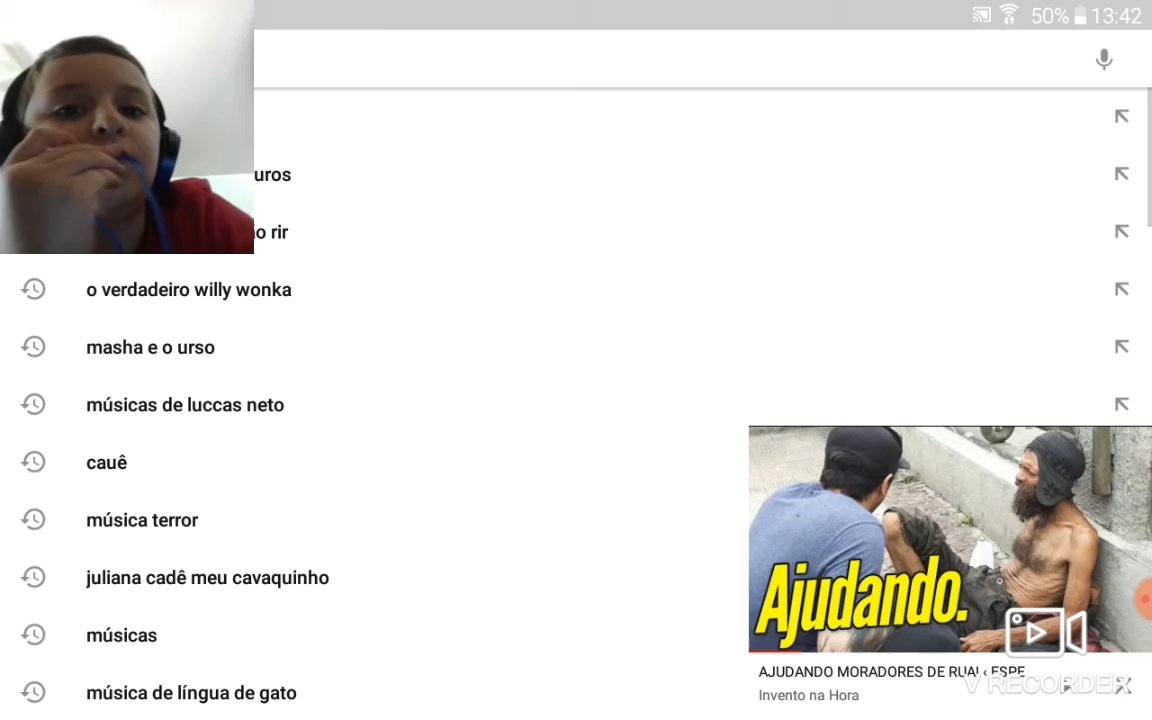 50% 13:42
uros
o rir
o verdadeiro willy wonka
masha e o urso
músicas de luccas neto
cauê
música terror
juliana cadê meu cavaquinho
músicas
música de língua de gato
Ajudando.
AJUDANDO MORADORES DE RUA! ‹ ESPE
Invento na Hora
V RECORDER